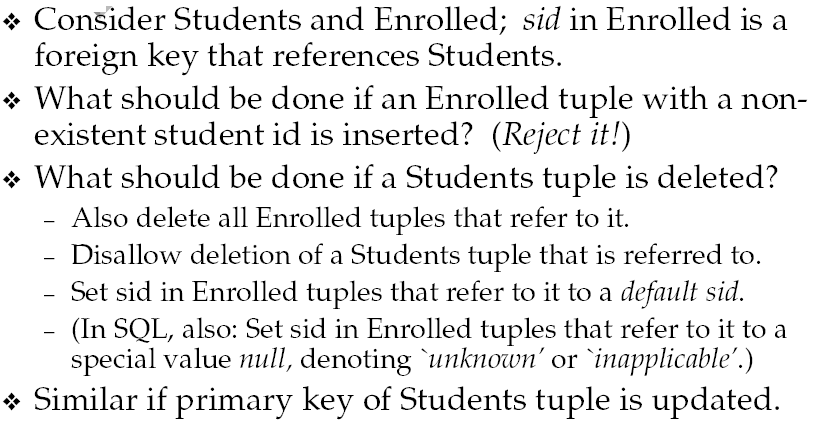 ❖ Consider Students and Enrolled; sid in Enrolled is a
foreign key that references Students.
❖ What should be done if an Enrolled tuple with a non-
existent student id is inserted? (Reject it!)
❖ What should be done if a Students tuple is deleted?
– Also delete all Enrolled tuples that refer to it.
– Disallow deletion of a Students tuple that is referred to.
– Set sid in Enrolled tuples that refer to it to a default sid.
– (In SQL, also: Set sid in Enrolled tuples that refer to it to a
special value null, denoting `unknown' or `inapplicable'.)
❖ Similar if primary key of Students tuple is updated.